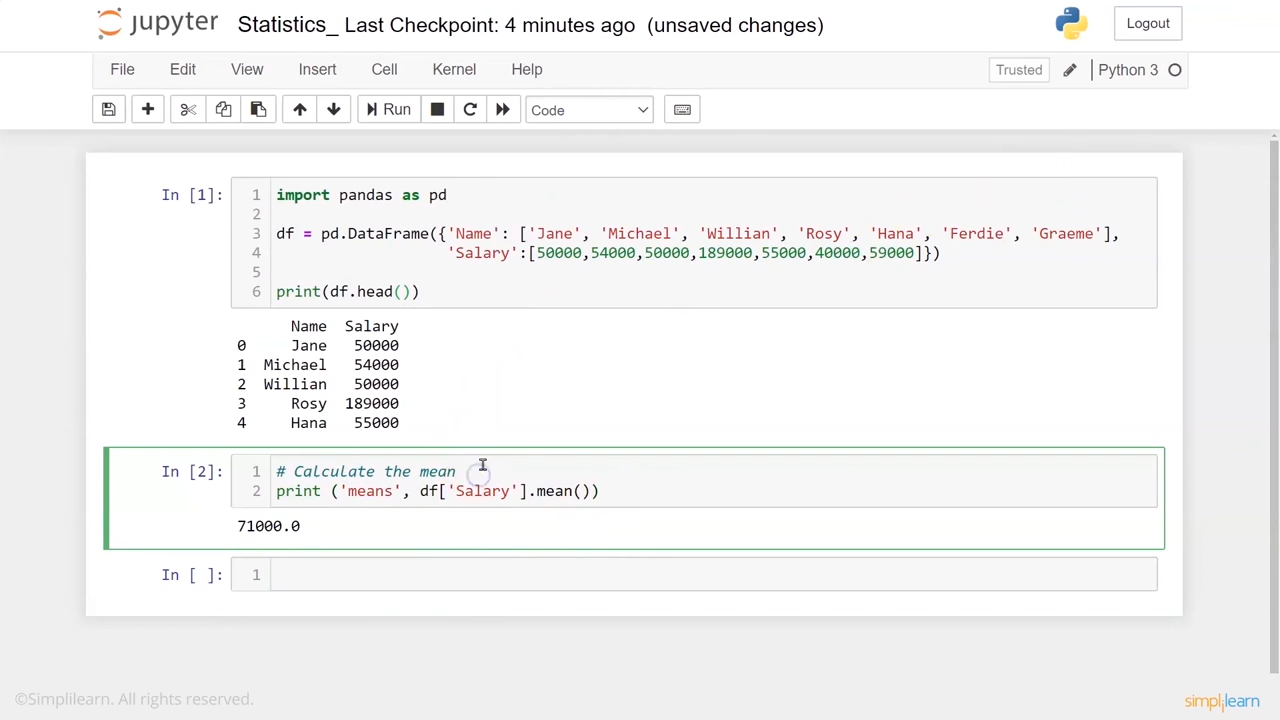 jupyter Statistics_ Last Checkpoint: 4 minutes ago (unsaved changes) Logout
File Edit View Insert Cell Kernel Help Trusted Python 3
Run Code
In [1]: 1 import pandas as pd
2
3 df = pd.DataFrame({'Name': ['Jane', 'Michael', 'Willian', 'Rosy', 'Hana', 'Ferdie', 'Graeme'],
4 'Salary':[50000,54000,50000,189000,55000,40000,59000]})
5
6 print(df.head())
Name Salary
0 Jane 50000
1 Michael 54000
2 Willian 50000
3 Rosy 189000
4 Hana 55000
In [2]: 1 # Calculate the mean
2 print ('means', df['Salary'].mean())
71000.0
In [ ]: 1
©Simplilearn. All rights reserved. simplilearn